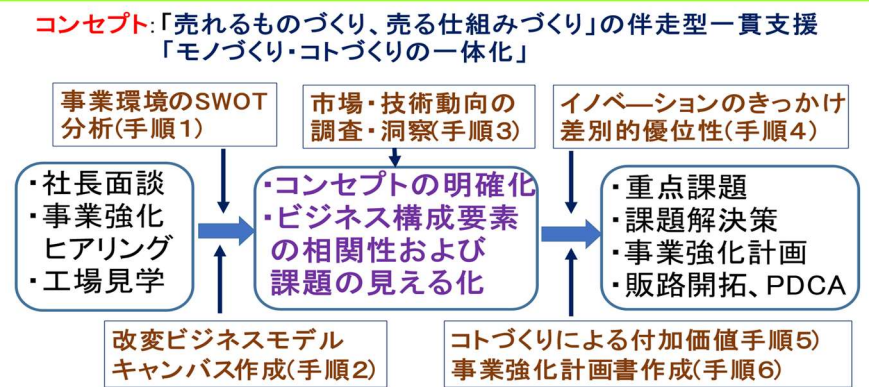 コンセプト:「売れるものづくり、売る仕組みづくり」の伴走型一貫支援
「モノづくり・コトづくりの一体化」
事業環境のSWOT
分析(手順1)
市場・技術動向の
調査・洞察(手順3)
イノベーションのきっかけ
差別的優位性(手順4)
・社長面談
・事業強化
ヒアリング
・工場見学
・コンセプトの明確化
・ビジネス構成要素
の相関性および
課題の見える化
・重点課題
・課題解決策
・事業強化計画
・販路開拓、PDCA
改変ビジネスモデル
キャンバス作成(手順2)
コトづくりによる付加価値手順5)
事業強化計画書作成(手順6)